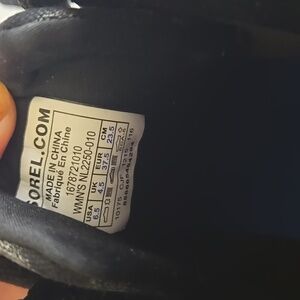 SOREL.COM
MADE IN CHINA
Fabriqué En Chine
1678721010
WMN'S NL2250-010
USA UK EUR CM
6.5 4.5 37.5 23.5